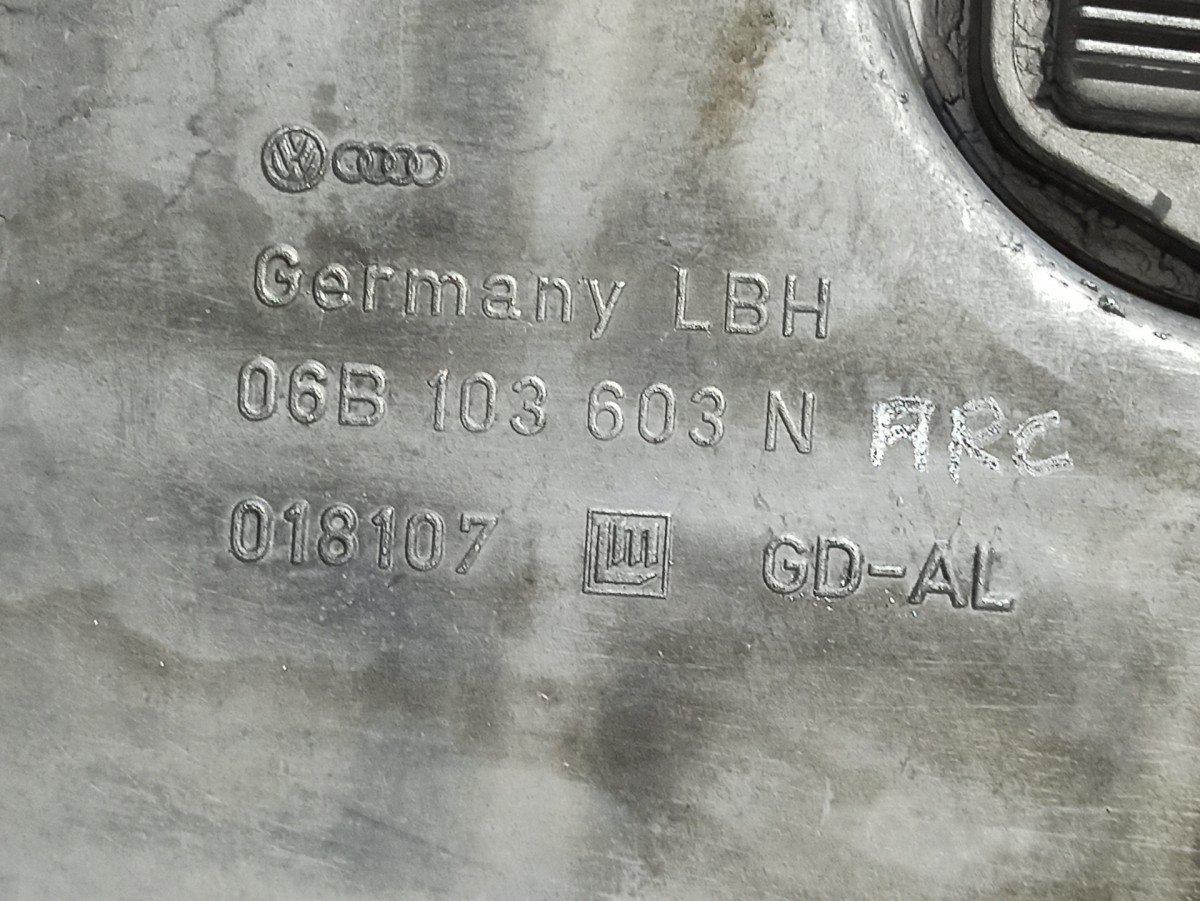 Germany LBH
06B 103 603 N ARC
018107 GD-AL